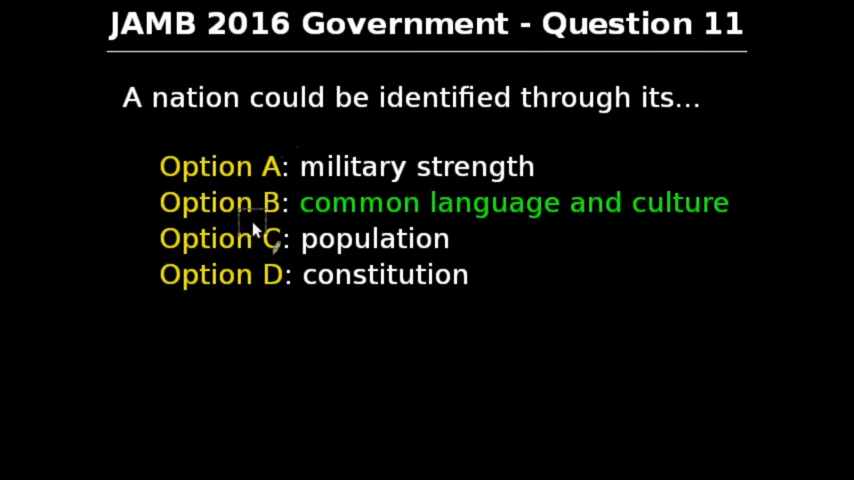 JAMB 2016 Government - Question 11
A nation could be identified through its...
Option A: military strength
Option B: common language and culture
Option C: population
Option D: constitution